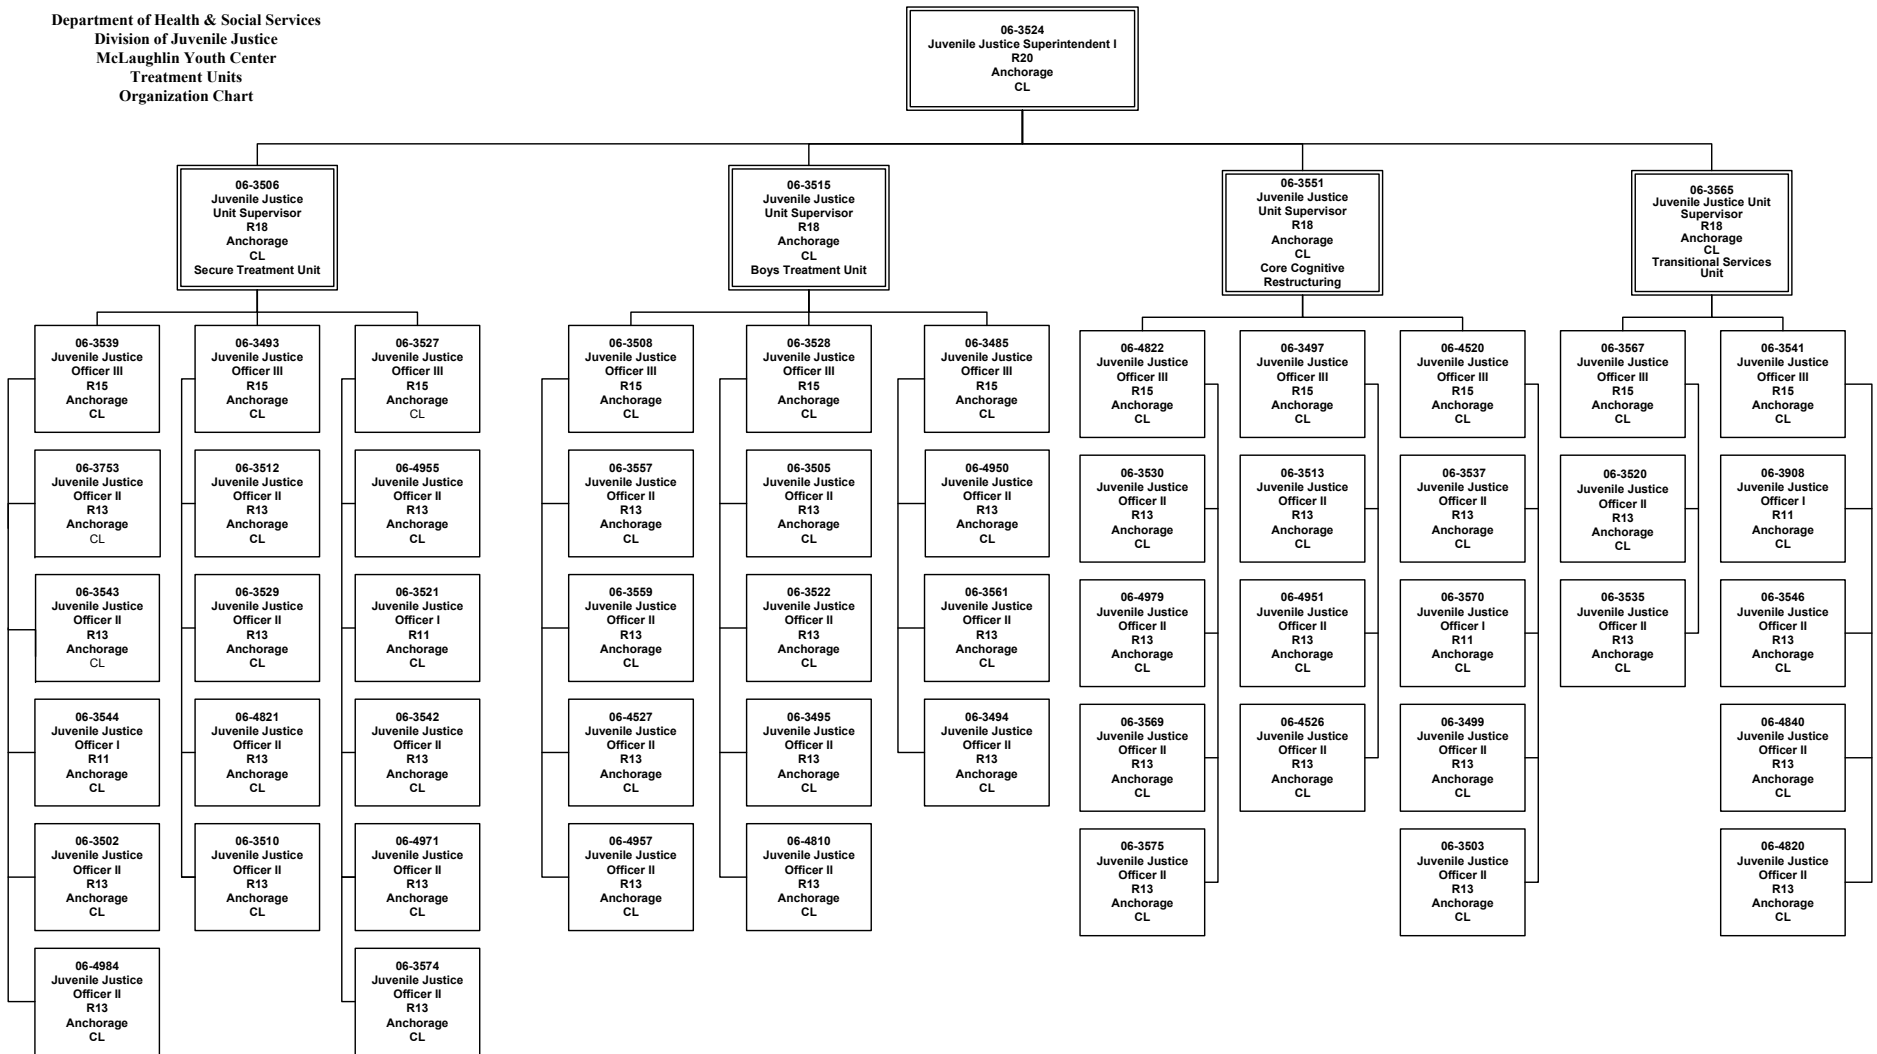 Department of Health & Social Services
Division of Juvenile Justice
McLaughlin Youth Center
Treatment Units
Organization Chart
06-3524
Juvenile Justice Superintendent I
R20
Anchorage
CL
06-3506
Juvenile Justice
Unit Supervisor
R18
Anchorage
CL
Secure Treatment Unit
06-3515
Juvenile Justice
Unit Supervisor
R18
Anchorage
CL
Boys Treatment Unit
06-3551
Juvenile Justice
Unit Supervisor
R18
Anchorage
CL
Core Cognitive
Restructuring
06-3565
Juvenile Justice Unit
Supervisor
R18
Anchorage
CL
Transitional Services
Unit
06-3539
Juvenile Justice
Officer III
R15
Anchorage
CL
06-3493
Juvenile Justice
Officer III
R15
Anchorage
CL
06-3527
Juvenile Justice
Officer III
R15
Anchorage
CL
06-3508
Juvenile Justice
Officer III
R15
Anchorage
CL
06-3528
Juvenile Justice
Officer III
R15
Anchorage
CL
06-3485
Juvenile Justice
Officer III
R15
Anchorage
CL
06-4822
Juvenile Justice
Officer III
R15
Anchorage
CL
06-3497
Juvenile Justice
Officer III
R15
Anchorage
CL
06-4520
Juvenile Justice
Officer III
R15
Anchorage
CL
06-3567
Juvenile Justice
Officer III
R15
Anchorage
CL
06-3541
Juvenile Justice
Officer III
R15
Anchorage
CL
06-3753
Juvenile Justice
Officer II
R13
Anchorage
CL
06-3512
Juvenile Justice
Officer II
R13
Anchorage
CL
06-4955
Juvenile Justice
Officer II
R13
Anchorage
CL
06-3557
Juvenile Justice
Officer II
R13
Anchorage
CL
06-3505
Juvenile Justice
Officer II
R13
Anchorage
CL
06-4950
Juvenile Justice
Officer II
R13
Anchorage
CL
06-3530
Juvenile Justice
Officer II
R13
Anchorage
CL
06-3513
Juvenile Justice
Officer II
R13
Anchorage
CL
06-3537
Juvenile Justice
Officer II
R13
Anchorage
CL
06-3520
Juvenile Justice
Officer II
R13
Anchorage
CL
06-3908
Juvenile Justice
Officer I
R11
Anchorage
CL
06-3543
Juvenile Justice
Officer II
R13
Anchorage
CL
06-3529
Juvenile Justice
Officer II
R13
Anchorage
CL
06-3521
Juvenile Justice
Officer I
R11
Anchorage
CL
06-3559
Juvenile Justice
Officer II
R13
Anchorage
CL
06-3522
Juvenile Justice
Officer II
R13
Anchorage
CL
06-3561
Juvenile Justice
Officer II
R13
Anchorage
CL
06-4979
Juvenile Justice
Officer II
R13
Anchorage
CL
06-4951
Juvenile Justice
Officer II
R13
Anchorage
CL
06-3570
Juvenile Justice
Officer I
R11
Anchorage
CL
06-3535
Juvenile Justice
Officer II
R13
Anchorage
CL
06-3546
Juvenile Justice
Officer II
R13
Anchorage
CL
06-3544
Juvenile Justice
Officer I
R11
Anchorage
CL
06-4821
Juvenile Justice
Officer II
R13
Anchorage
CL
06-3542
Juvenile Justice
Officer II
R13
Anchorage
CL
06-4527
Juvenile Justice
Officer II
R13
Anchorage
CL
06-3495
Juvenile Justice
Officer II
R13
Anchorage
CL
06-3494
Juvenile Justice
Officer II
R13
Anchorage
CL
06-3569
Juvenile Justice
Officer II
R13
Anchorage
CL
06-4526
Juvenile Justice
Officer II
R13
Anchorage
CL
06-3499
Juvenile Justice
Officer II
R13
Anchorage
CL
06-4840
Juvenile Justice
Officer II
R13
Anchorage
CL
06-3502
Juvenile Justice
Officer II
R13
Anchorage
CL
06-3510
Juvenile Justice
Officer II
R13
Anchorage
CL
06-4971
Juvenile Justice
Officer II
R13
Anchorage
CL
06-4957
Juvenile Justice
Officer II
R13
Anchorage
CL
06-4810
Juvenile Justice
Officer II
R13
Anchorage
CL
06-3575
Juvenile Justice
Officer II
R13
Anchorage
CL
06-3503
Juvenile Justice
Officer II
R13
Anchorage
CL
06-4820
Juvenile Justice
Officer II
R13
Anchorage
CL
06-4984
Juvenile Justice
Officer II
R13
Anchorage
CL
06-3574
Juvenile Justice
Officer II
R13
Anchorage
CL